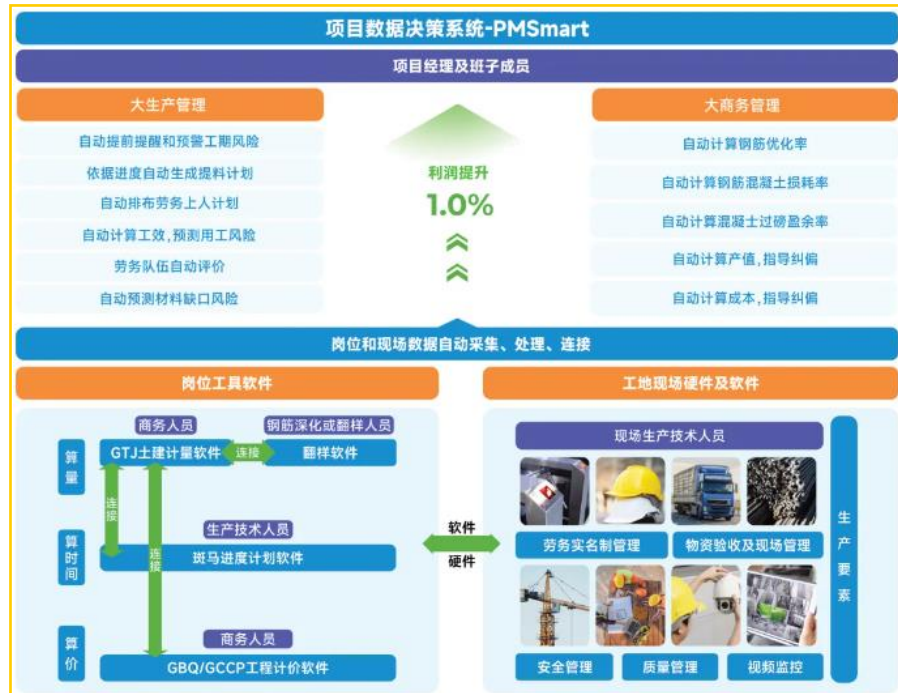 项目数据决策系统-PMSmart
项目经理及班子成员
大生产管理
自动提前提醒和预警工期风险
依据进度自动生成提料计划
自动排布劳务上人计划
自动计算工效,预测用工风险
劳务队伍自动评价
自动预测材料缺口风险
利润提升
1.0%
大商务管理
自动计算钢筋优化率
自动计算钢筋混凝土损耗率
自动计算混凝土过磅盈余率
自动计算产值,指导纠偏
自动计算成本,指导纠偏
岗位和现场数据自动采集、处理、连接
岗位工具软件
商务人员
钢筋深化或翻样人员
算量
GTJ土建计量软件
连接
翻样软件
连接
生产技术人员
算时间
斑马进度计划软件
连接
商务人员
算价
GBQ/GCCP工程计价软件
软件
硬件
工地现场硬件及软件
现场生产技术人员
劳务实名制管理
物资验收及现场管理
安全管理
质量管理
视频监控
生产要素